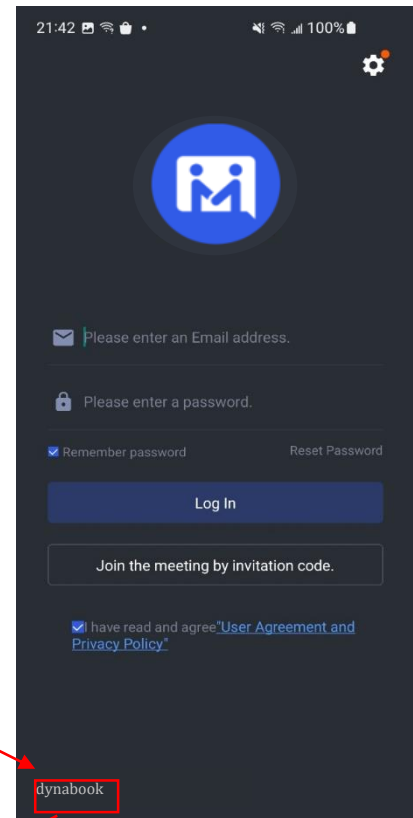 21:42
100%
Please enter an Email address.
Please enter a password.
Remember password Reset Password
Log In
Join the meeting by invitation code.
I have read and agree"User Agreement and
Privacy Policy"
dynabook